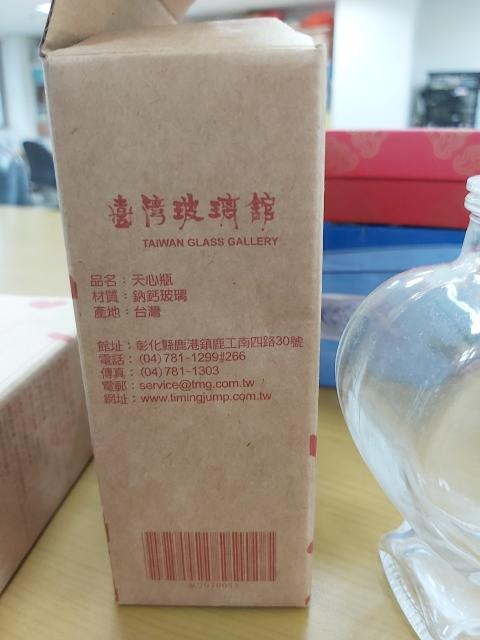 臺灣玻璃館
TAIWAN GLASS GALLERY
品名：天心瓶
材質：鈉鈣玻璃
產地：台灣
館址：彰化縣鹿港鎮鹿工南四路30號
電話：(04)781-1299#266
傳真：(04)781-1303
電郵：service@tmg.com.tw
網址：www.timingjump.com.tw